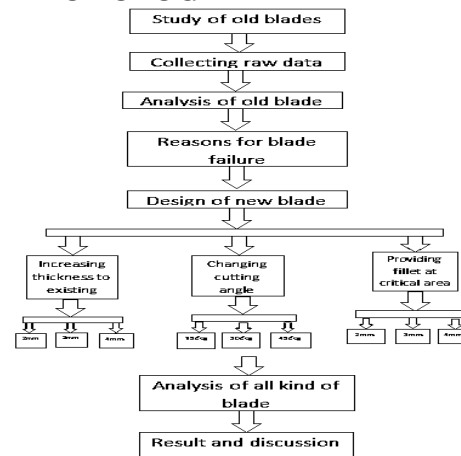 Study of old blades
Collecting raw data
Analysis of old blade
Reasons for blade
failure
Design of new blade
Increasing
thickness to
existing
Changing
cutting
angle
Providing
fillet at
critical area
2mm
3mm
4mm
30deg
45deg
2mm
3mm
4mm
Analysis of all kind of
blade
Result and discussion